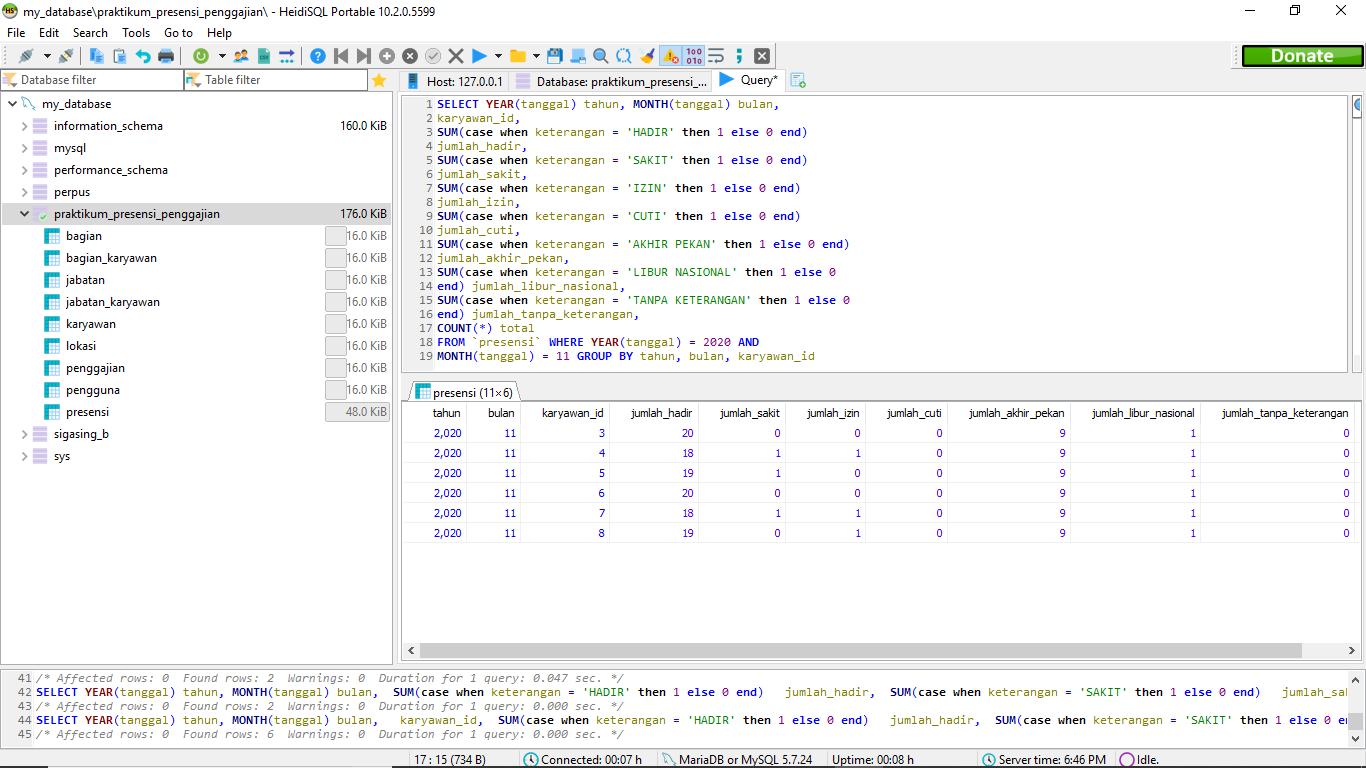 my_database\praktikum_presensi_penggajian\ - HeidiSQL Portable 10.2.0.5599
File Edit Search Tools Go to Help
Donate
Database filter Table filter
Host: 127.0.0.1 Database: praktikum_presensi_... Query*
my_database
information_schema 160.0 KiB
mysql
performance_schema
perpus
praktikum_presensi_penggajian 176.0 KiB
bagian 16.0 KiB
bagian_karyawan 16.0 KiB
jabatan 16.0 KiB
jabatan_karyawan 16.0 KiB
karyawan 16.0 KiB
lokasi 16.0 KiB
penggajian 16.0 KiB
pengguna 16.0 KiB
presensi 48.0 KiB
sigasing_b
sys
1 SELECT YEAR(tanggal) tahun, MONTH(tanggal) bulan,
2 karyawan_id,
3 SUM(case when keterangan = 'HADIR' then 1 else 0 end)
4 jumlah_hadir,
5 SUM(case when keterangan = 'SAKIT' then 1 else 0 end)
6 jumlah_sakit,
7 SUM(case when keterangan = 'IZIN' then 1 else 0 end)
8 jumlah_izin,
9 SUM(case when keterangan = 'CUTI' then 1 else 0 end)
10 jumlah_cuti,
11 SUM(case when keterangan = 'AKHIR PEKAN' then 1 else 0 end)
12 jumlah_akhir_pekan,
13 SUM(case when keterangan = 'LIBUR NASIONAL' then 1 else 0
14 end) jumlah_libur_nasional,
15 SUM(case when keterangan = 'TANPA KETERANGAN' then 1 else 0
16 end) jumlah_tanpa_keterangan,
17 COUNT(*) total
18 FROM `presensi` WHERE YEAR(tanggal) = 2020 AND
19 MONTH(tanggal) = 11 GROUP BY tahun, bulan, karyawan_id
presensi (11×6)
tahun bulan karyawan_id jumlah_hadir jumlah_sakit jumlah_izin jumlah_cuti jumlah_akhir_pekan jumlah_libur_nasional jumlah_tanpa_keterangan
2,020 11 3 20 0 0 0 9 1 0
2,020 11 4 18 1 1 0 9 1 0
2,020 11 5 19 1 0 0 9 1 0
2,020 11 6 20 0 0 0 9 1 0
2,020 11 7 18 1 1 0 9 1 0
2,020 11 8 19 0 1 0 9 1 0
41 /* Affected rows: 0 Found rows: 2 Warnings: 0 Duration for 1 query: 0.047 sec. */
42 SELECT YEAR(tanggal) tahun, MONTH(tanggal) bulan, SUM(case when keterangan = 'HADIR' then 1 else 0 end) jumlah_hadir, SUM(case when keterangan = 'SAKIT' then 1 else 0 end) jumlah_sal
43 /* Affected rows: 0 Found rows: 2 Warnings: 0 Duration for 1 query: 0.000 sec. */
44 SELECT YEAR(tanggal) tahun, MONTH(tanggal) bulan, karyawan_id, SUM(case when keterangan = 'HADIR' then 1 else 0 end) jumlah_hadir, SUM(case when keterangan = 'SAKIT' then 1 else 0 e
45 /* Affected rows: 0 Found rows: 6 Warnings: 0 Duration for 1 query: 0.000 sec. */
17 : 15 (734 B) Connected: 00:07 h MariaDB or MySQL 5.7.24 Uptime: 00:08 h Server time: 6:46 PM Idle.